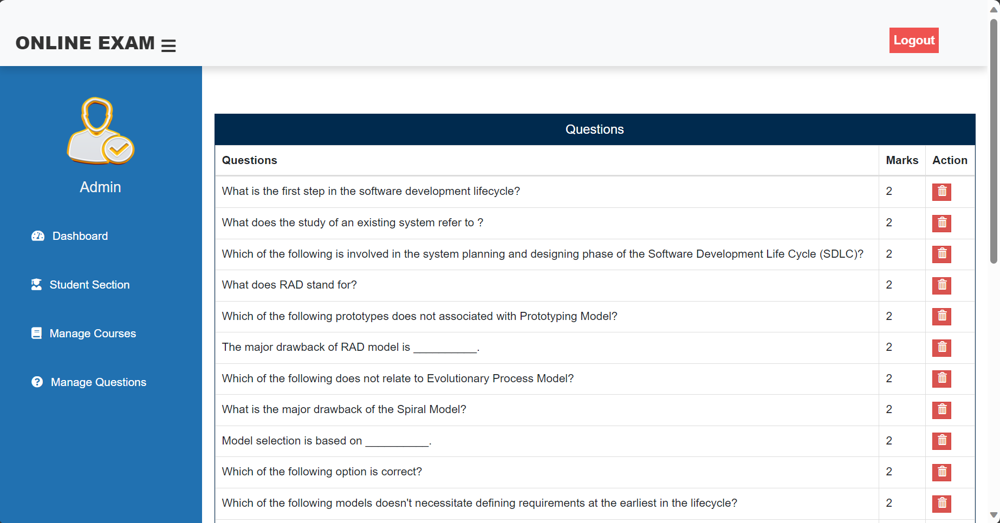 ONLINE EXAM
Logout
Admin
Dashboard
Student Section
Manage Courses
Manage Questions
Questions
Questions Marks Action
What is the first step in the software development lifecycle? 2
What does the study of an existing system refer to ? 2
Which of the following is involved in the system planning and designing phase of the Software Development Life Cycle (SDLC)? 2
What does RAD stand for? 2
Which of the following prototypes does not associated with Prototyping Model? 2
The major drawback of RAD model is __________. 2
Which of the following does not relate to Evolutionary Process Model? 2
What is the major drawback of the Spiral Model? 2
Model selection is based on __________. 2
Which of the following option is correct? 2
Which of the following models doesn't necessitate defining requirements at the earliest in the lifecycle? 2